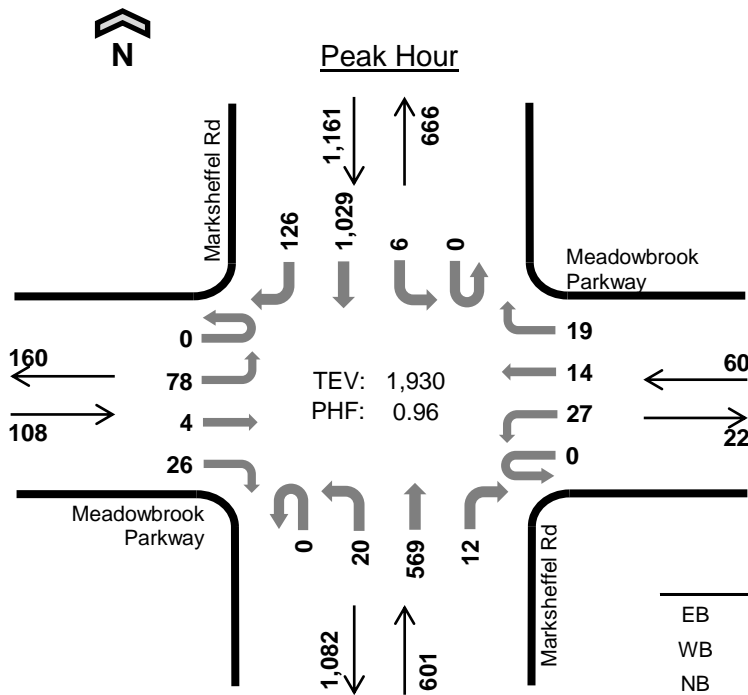 N
Peak Hour
Marksheffel Rd
1,161
666
126
1,029
6
0
Meadowbrook
Parkway
0
19
160
78
TEV: 1,930
14
60
108
4
PHF: 0.96
27
22
26
0
Meadowbrook
Parkway
0
20
569
12
Marksheffel Rd
1,082
601
EB
WB
NB